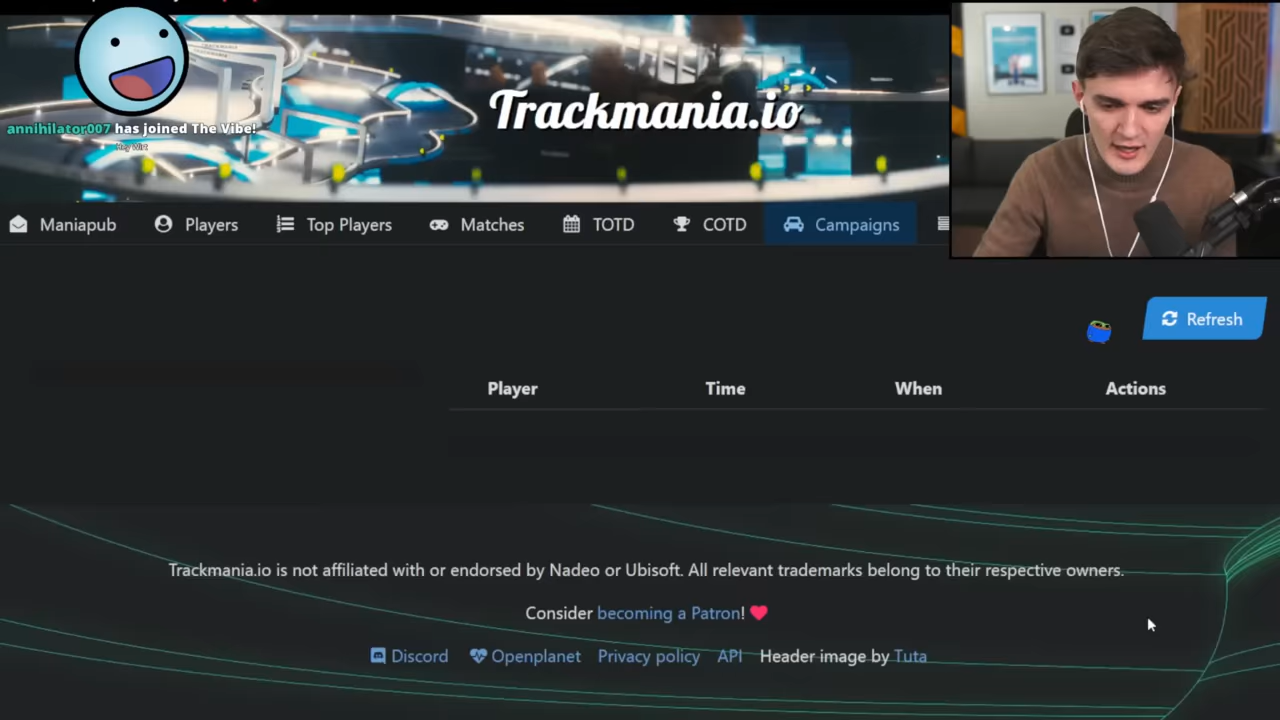 Trackmania.io
annihilator007 has joined The Vibe!
Maniapub Players Top Players Matches TOTD COTD Campaigns
Refresh
Player Time When Actions
Trackmania.io is not affiliated with or endorsed by Nadeo or Ubisoft. All relevant trademarks belong to their respective owners.
Consider becoming a Patron!
Discord Openplanet Privacy policy API Header image by Tuta